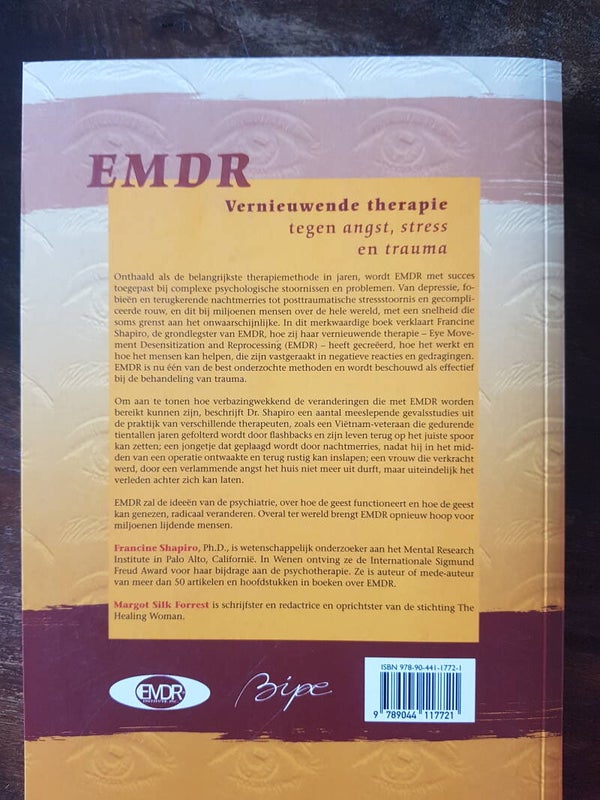 EMDR
Vernieuwende therapie
tegen angst, stress
en trauma
Onthaald als de belangrijkste therapiemethode in jaren, wordt EMDR met succes
toegepast bij complexe psychologische stoornissen en problemen. Van depressie, fo-
bieën en terugkerende nachtmerries tot posttraumatische stressstoornis en gecompli-
ceerde rouw, en dit bij miljoenen mensen over de hele wereld, met een snelheid die
soms grenst aan het onwaarschijnlijke. In dit merkwaardige boek verklaart Francine
Shapiro, de grondlegster van EMDR, hoe zij haar vernieuwende therapie – Eye Move-
ment Desensitization and Reprocessing (EMDR) – heeft gecreëerd, hoe het werkt en
hoe het mensen kan helpen, die zijn vastgeraakt in negatieve reacties en gedragingen.
EMDR is nu één van de best onderzochte methoden en wordt beschouwd als effectief
bij de behandeling van trauma.
Om aan te tonen hoe verbazingwekkend de veranderingen die met EMDR worden
bereikt kunnen zijn, beschrijft Dr. Shapiro een aantal meeslepende gevalsstudies uit
de praktijk van verschillende therapeuten, zoals een Viëtnam-veteraan die gedurende
tientallen jaren gefolterd wordt door flashbacks en zijn leven terug op het juiste spoor
kan zetten; een jongetje dat geplaagd wordt door nachtmerries, nadat hij in het mid-
den van een operatie ontwaakte en terug rustig kan inslapen; een vrouw die verkracht
werd, door een verlammende angst het huis niet meer uit durft, maar uiteindelijk het
verleden achter zich kan laten.
EMDR zal de ideeën van de psychiatrie, over hoe de geest functioneert en hoe de geest
kan genezen, radicaal veranderen. Overal ter wereld brengt EMDR opnieuw hoop voor
miljoenen lijdende mensen.
Francine Shapiro, Ph.D., is wetenschappelijk onderzoeker aan het Mental Research
Institute in Palo Alto, Californië. In Wenen ontving ze de Internationale Sigmund
Freud Award voor haar bijdrage aan de psychotherapie. Ze is auteur of mede-auteur
van meer dan 50 artikelen en hoofdstukken in boeken over EMDR.
Margot Silk Forrest is schrijfster en redactrice en oprichtster van de stichting The
Healing Woman.
ISBN 978-90-441-1772-1
EMDR
INSTITUTE, INC.
Bipe
9 789044 117721